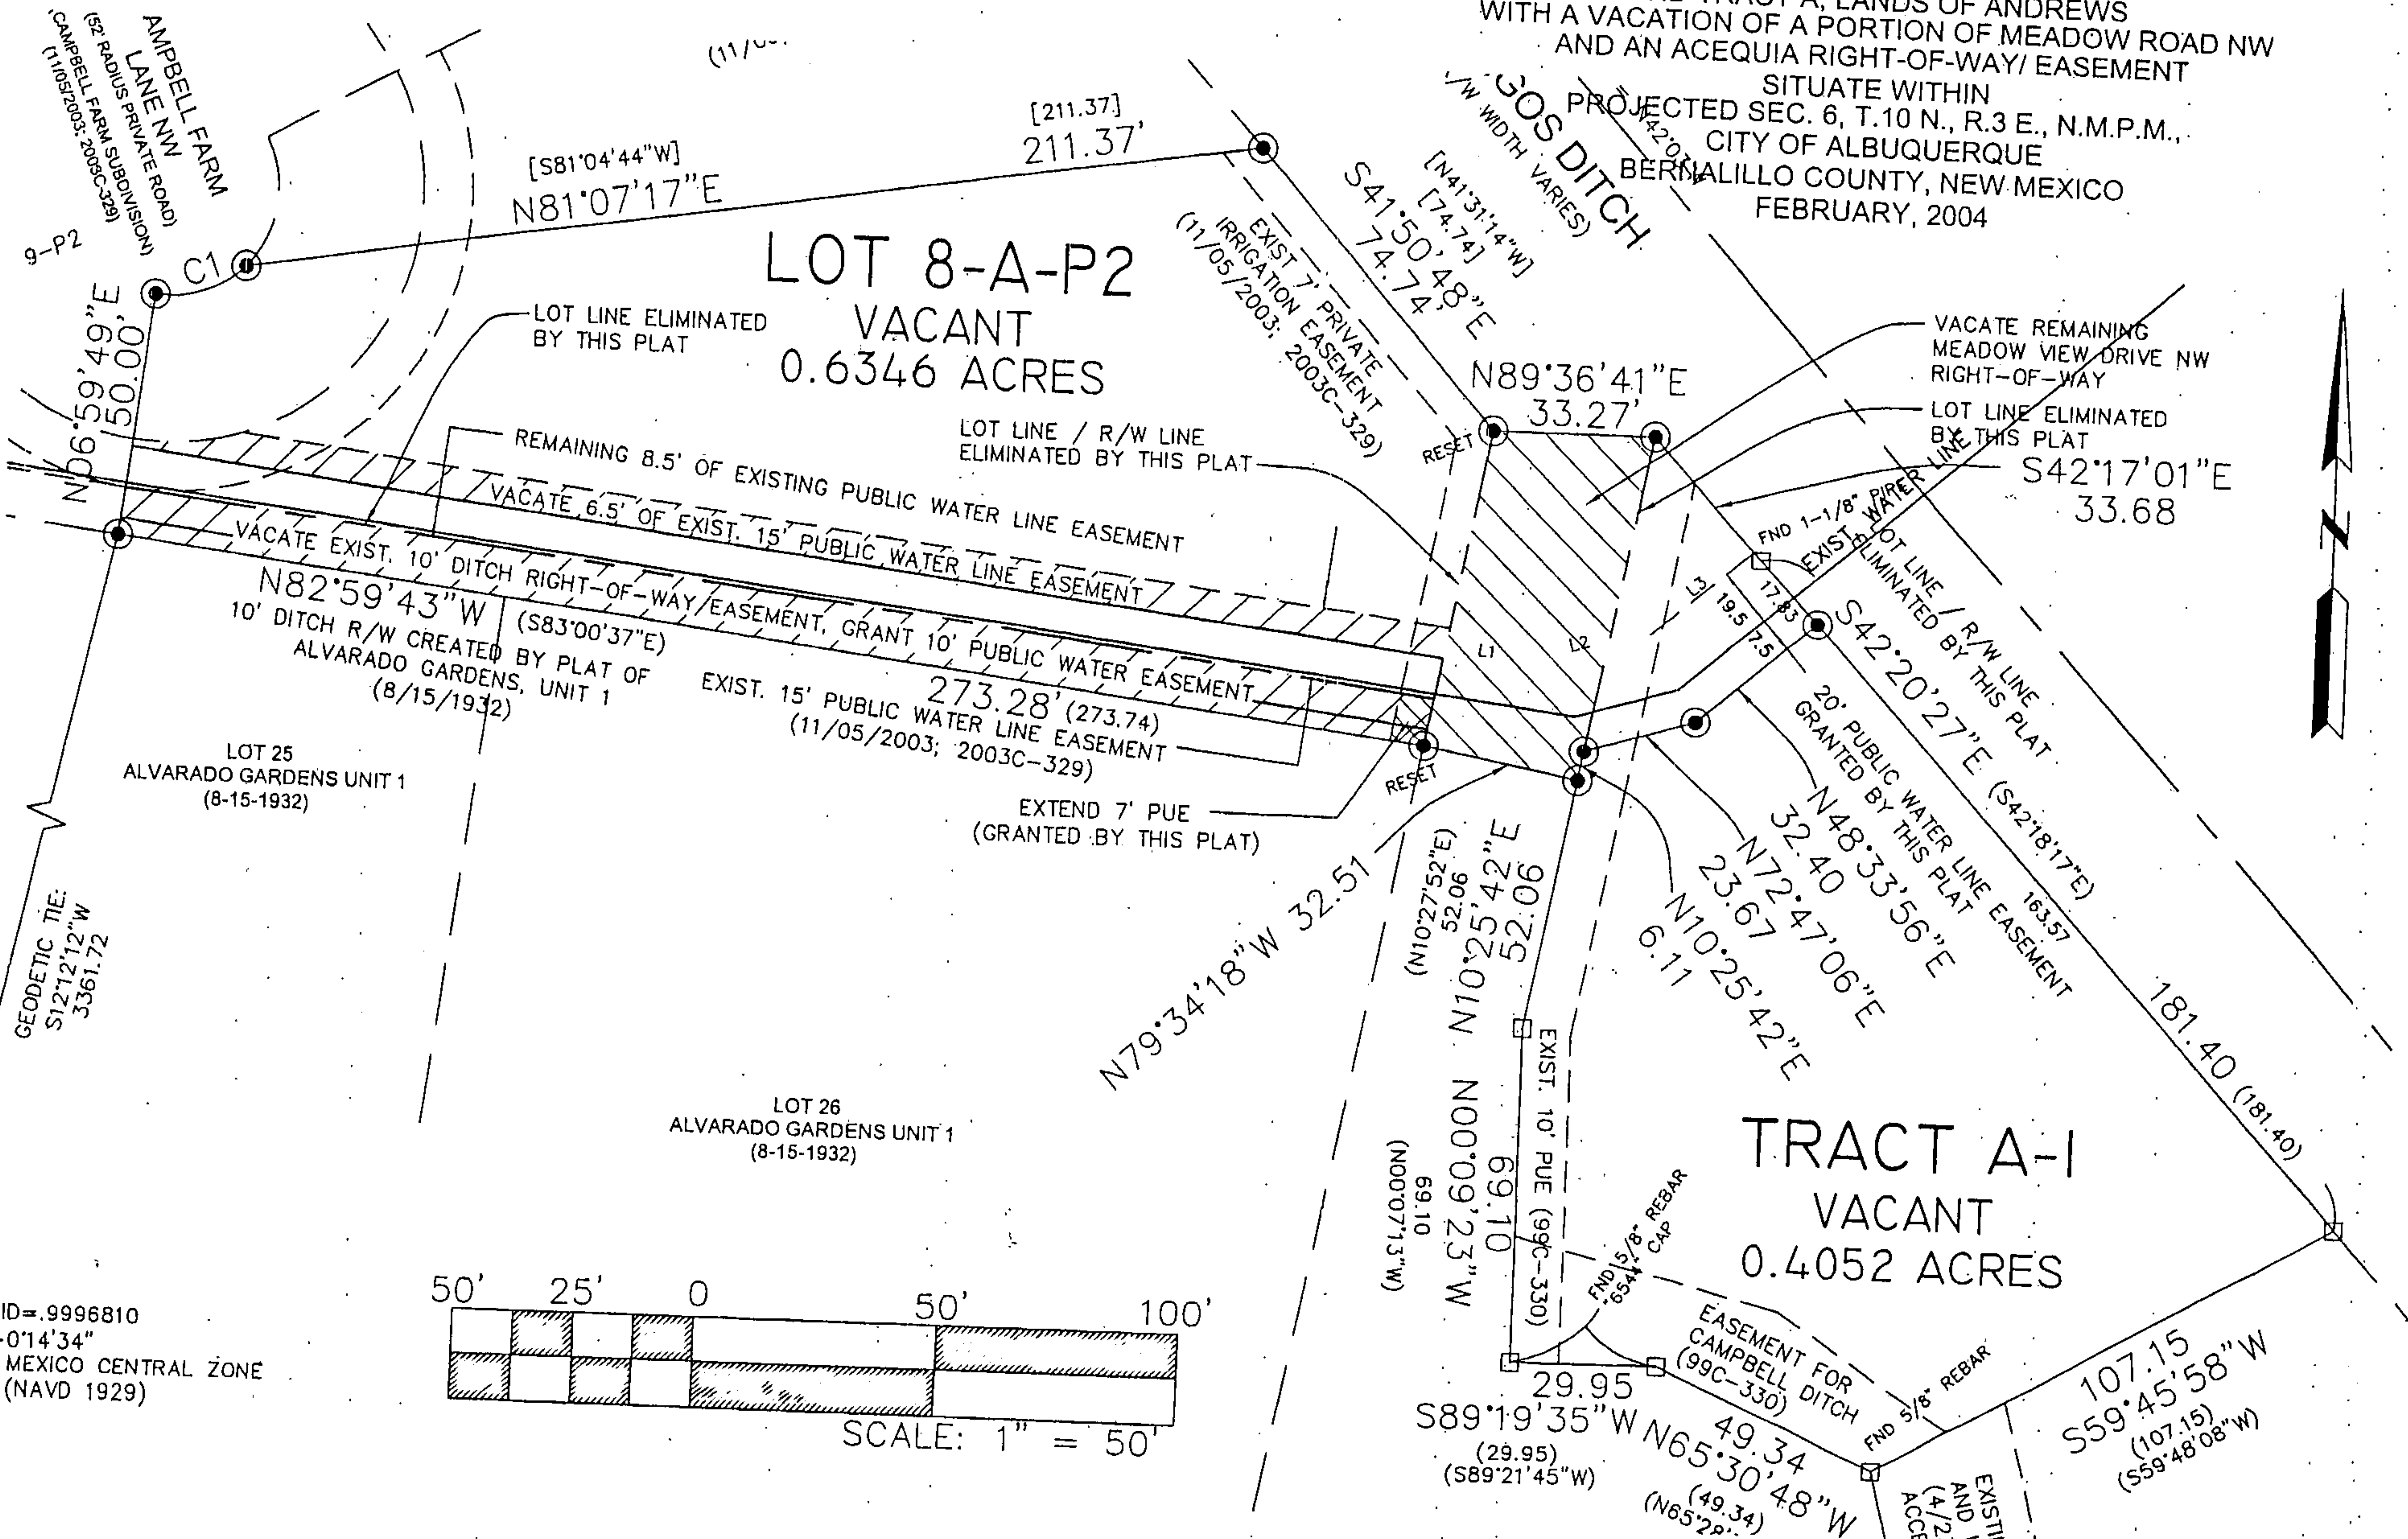 LANDS OF ANDREWS
WITH A VACATION OF A PORTION OF MEADOW ROAD NW
AND AN ACEQUIA RIGHT-OF-WAY/ EASEMENT
SITUATE WITHIN
PROJECTED SEC. 6, T.10 N., R.3 E., N.M.P.M.,
CITY OF ALBUQUERQUE
BERNALILLO COUNTY, NEW MEXICO
FEBRUARY, 2004
AMPBELL FARM
LANE NW
(52' RADIUS PRIVATE ROAD)
CAMPBELL FARM SUBDIVISION)
(11/05/2003; 2003C-329)
9-P2
C1
[S81°04'44"W]
N81°07'17"E
[211.37]
211.37'
GOS DITCH
/W WIDTH VARIES)
[N41°31'14"W]
[74.74]
S41°50'48"E
74.74'
EXIST 7' PRIVATE
IRRIGATION EASEMENT
(11/05/2003; 2003C-329)
LOT 8-A-P2
VACANT
0.6346 ACRES
N06°59'49"E
50.00'
LOT LINE ELIMINATED
BY THIS PLAT
VACATE REMAINING
MEADOW VIEW DRIVE NW
RIGHT-OF-WAY
LOT LINE ELIMINATED
BY THIS PLAT
S42°17'01"E
33.68
N89°36'41"E
33.27'
RESET
LOT LINE / R/W LINE
ELIMINATED BY THIS PLAT
REMAINING 8.5' OF EXISTING PUBLIC WATER LINE EASEMENT
VACATE 6.5' OF EXIST. 15' PUBLIC WATER LINE EASEMENT
VACATE EXIST. 10' DITCH RIGHT-OF-WAY/EASEMENT, GRANT 10' PUBLIC WATER EASEMENT
N82°59'43"W
(S83°00'37"E)
273.28' (273.74)
10' DITCH R/W CREATED BY PLAT OF
ALVARADO GARDENS, UNIT 1
(8/15/1932)
EXIST. 15' PUBLIC WATER LINE EASEMENT
(11/05/2003; 2003C-329)
L1
L2
L3
19.5
7.5
17.83
FND 1-1/8" PIPE
EXIST. WATER LINE
LOT LINE / R/W LINE
ELIMINATED BY THIS PLAT
S42°20'27"E (S42°18'17"E)
163.57
181.40 (181.40)
20' PUBLIC WATER LINE EASEMENT
GRANTED BY THIS PLAT
N48°33'56"E
32.40
N72°47'06"E
23.67
N10°25'42"E
6.11
RESET
EXTEND 7' PUE
(GRANTED BY THIS PLAT)
N79°34'18"W 32.51
LOT 25
ALVARADO GARDENS UNIT 1
(8-15-1932)
GEODETIC TIE:
S12°12'12"W
3361.72
LOT 26
ALVARADO GARDENS UNIT 1
(8-15-1932)
(N10°27'52"E)
52.06
N10°25'42"E
52.06
N
EXIST. 10' PUE (99C-330)
69.10
N00°09'23"W
69.10
(N00°07'13"W)
TRACT A-1
VACANT
0.4052 ACRES
FND 5/8" REBAR
CAP
EASEMENT FOR
CAMPBELL DITCH
(99C-330)
FND 5/8" REBAR
107.15
S59°45'58"W
(107.15)
(S59°48'08"W)
29.95
S89°19'35"W
(29.95)
(S89°21'45"W)
49.34
N65°30'48"W
(49.34)
ID=.9996810
-0°14'34"
MEXICO CENTRAL ZONE
(NAVD 1929)
50' 25' 0 50' 100'
SCALE: 1" = 50'
N